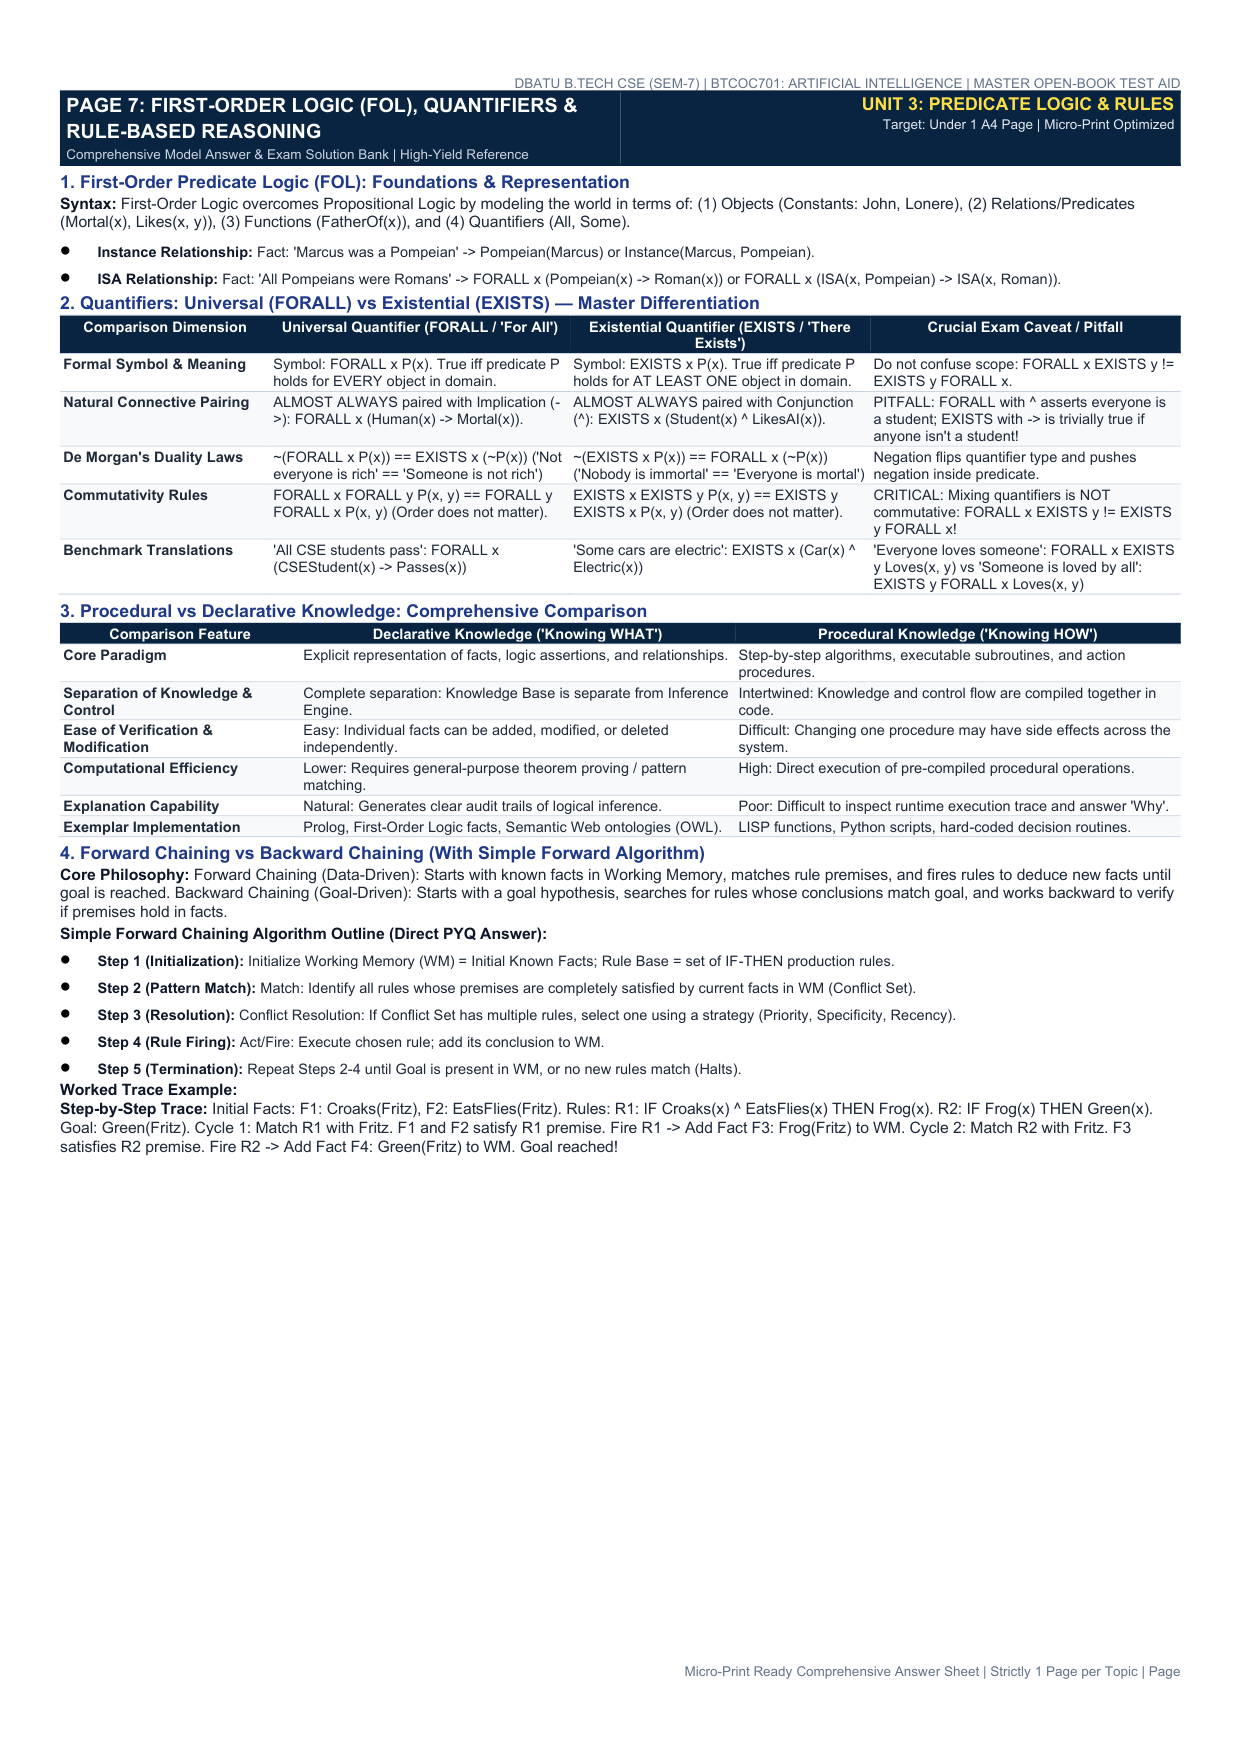 DBATU B.TECH CSE (SEM-7) | BTCOC701: ARTIFICIAL INTELLIGENCE | MASTER OPEN-BOOK TEST AID
PAGE 7: FIRST-ORDER LOGIC (FOL), QUANTIFIERS &
RULE-BASED REASONING
Comprehensive Model Answer & Exam Solution Bank | High-Yield Reference
UNIT 3: PREDICATE LOGIC & RULES
Target: Under 1 A4 Page | Micro-Print Optimized
1. First-Order Predicate Logic (FOL): Foundations & Representation
Syntax: First-Order Logic overcomes Propositional Logic by modeling the world in terms of: (1) Objects (Constants: John, Lonere), (2) Relations/Predicates
(Mortal(x), Likes(x, y)), (3) Functions (FatherOf(x)), and (4) Quantifiers (All, Some).
● Instance Relationship: Fact: 'Marcus was a Pompeian' -> Pompeian(Marcus) or Instance(Marcus, Pompeian).
● ISA Relationship: Fact: 'All Pompeians were Romans' -> FORALL x (Pompeian(x) -> Roman(x)) or FORALL x (ISA(x, Pompeian) -> ISA(x, Roman)).
2. Quantifiers: Universal (FORALL) vs Existential (EXISTS) — Master Differentiation
Comparison Dimension
Universal Quantifier (FORALL / 'For All')
Existential Quantifier (EXISTS / 'There
Exists')
Crucial Exam Caveat / Pitfall
Formal Symbol & Meaning
Symbol: FORALL x P(x). True iff predicate P
holds for EVERY object in domain.
Symbol: EXISTS x P(x). True iff predicate P
holds for AT LEAST ONE object in domain.
Do not confuse scope: FORALL x EXISTS y !=
EXISTS y FORALL x.
Natural Connective Pairing
ALMOST ALWAYS paired with Implication (-
>): FORALL x (Human(x) -> Mortal(x)).
ALMOST ALWAYS paired with Conjunction
(^): EXISTS x (Student(x) ^ LikesAI(x)).
PITFALL: FORALL with ^ asserts everyone is
a student; EXISTS with -> is trivially true if
anyone isn't a student!
De Morgan's Duality Laws
~(FORALL x P(x)) == EXISTS x (~P(x)) ('Not
everyone is rich' == 'Someone is not rich')
~(EXISTS x P(x)) == FORALL x (~P(x))
('Nobody is immortal' == 'Everyone is mortal')
Negation flips quantifier type and pushes
negation inside predicate.
Commutativity Rules
FORALL x FORALL y P(x, y) == FORALL y
FORALL x P(x, y) (Order does not matter).
EXISTS x EXISTS y P(x, y) == EXISTS y
EXISTS x P(x, y) (Order does not matter).
CRITICAL: Mixing quantifiers is NOT
commutative: FORALL x EXISTS y != EXISTS
y FORALL x!
Benchmark Translations
'All CSE students pass': FORALL x
(CSEStudent(x) -> Passes(x))
'Some cars are electric': EXISTS x (Car(x) ^
Electric(x))
'Everyone loves someone': FORALL x EXISTS
y Loves(x, y) vs 'Someone is loved by all':
EXISTS y FORALL x Loves(x, y)
3. Procedural vs Declarative Knowledge: Comprehensive Comparison
Comparison Feature
Declarative Knowledge ('Knowing WHAT')
Procedural Knowledge ('Knowing HOW')
Core Paradigm
Explicit representation of facts, logic assertions, and relationships.
Step-by-step algorithms, executable subroutines, and action
procedures.
Separation of Knowledge &
Control
Complete separation: Knowledge Base is separate from Inference
Engine.
Intertwined: Knowledge and control flow are compiled together in
code.
Ease of Verification &
Modification
Easy: Individual facts can be added, modified, or deleted
independently.
Difficult: Changing one procedure may have side effects across the
system.
Computational Efficiency
Lower: Requires general-purpose theorem proving / pattern
matching.
High: Direct execution of pre-compiled procedural operations.
Explanation Capability
Natural: Generates clear audit trails of logical inference.
Poor: Difficult to inspect runtime execution trace and answer 'Why'.
Exemplar Implementation
Prolog, First-Order Logic facts, Semantic Web ontologies (OWL).
LISP functions, Python scripts, hard-coded decision routines.
4. Forward Chaining vs Backward Chaining (With Simple Forward Algorithm)
Core Philosophy: Forward Chaining (Data-Driven): Starts with known facts in Working Memory, matches rule premises, and fires rules to deduce new facts until
goal is reached. Backward Chaining (Goal-Driven): Starts with a goal hypothesis, searches for rules whose conclusions match goal, and works backward to verify
if premises hold in facts.
Simple Forward Chaining Algorithm Outline (Direct PYQ Answer):
● Step 1 (Initialization): Initialize Working Memory (WM) = Initial Known Facts; Rule Base = set of IF-THEN production rules.
● Step 2 (Pattern Match): Match: Identify all rules whose premises are completely satisfied by current facts in WM (Conflict Set).
● Step 3 (Resolution): Conflict Resolution: If Conflict Set has multiple rules, select one using a strategy (Priority, Specificity, Recency).
● Step 4 (Rule Firing): Act/Fire: Execute chosen rule; add its conclusion to WM.
● Step 5 (Termination): Repeat Steps 2-4 until Goal is present in WM, or no new rules match (Halts).
Worked Trace Example:
Step-by-Step Trace: Initial Facts: F1: Croaks(Fritz), F2: EatsFlies(Fritz). Rules: R1: IF Croaks(x) ^ EatsFlies(x) THEN Frog(x). R2: IF Frog(x) THEN Green(x).
Goal: Green(Fritz). Cycle 1: Match R1 with Fritz. F1 and F2 satisfy R1 premise. Fire R1 -> Add Fact F3: Frog(Fritz) to WM. Cycle 2: Match R2 with Fritz. F3
satisfies R2 premise. Fire R2 -> Add Fact F4: Green(Fritz) to WM. Goal reached!
Micro-Print Ready Comprehensive Answer Sheet | Strictly 1 Page per Topic | Page